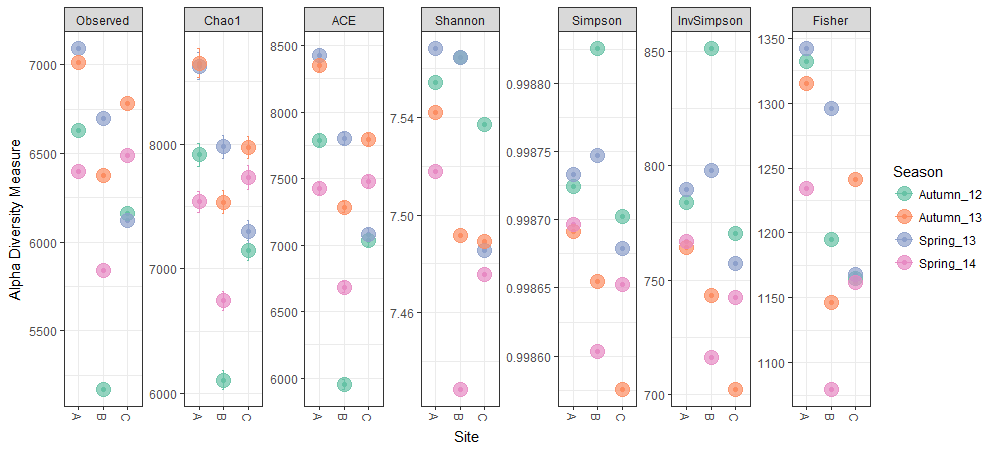 Observed
Chao1
ACE
Shannon
Simpson
InvSimpson
Fisher
Alpha Diversity Measure
7000
6500
6000
5500
8000
7000
6000
8500
8000
7500
7000
6500
6000
7.54
7.50
7.46
0.99880
0.99875
0.99870
0.99865
0.99860
850
800
750
700
1350
1300
1250
1200
1150
1100
A B C
A B C
A B C
A B C
A B C
A B C
A B C
Site
Season
Autumn_12
Autumn_13
Spring_13
Spring_14